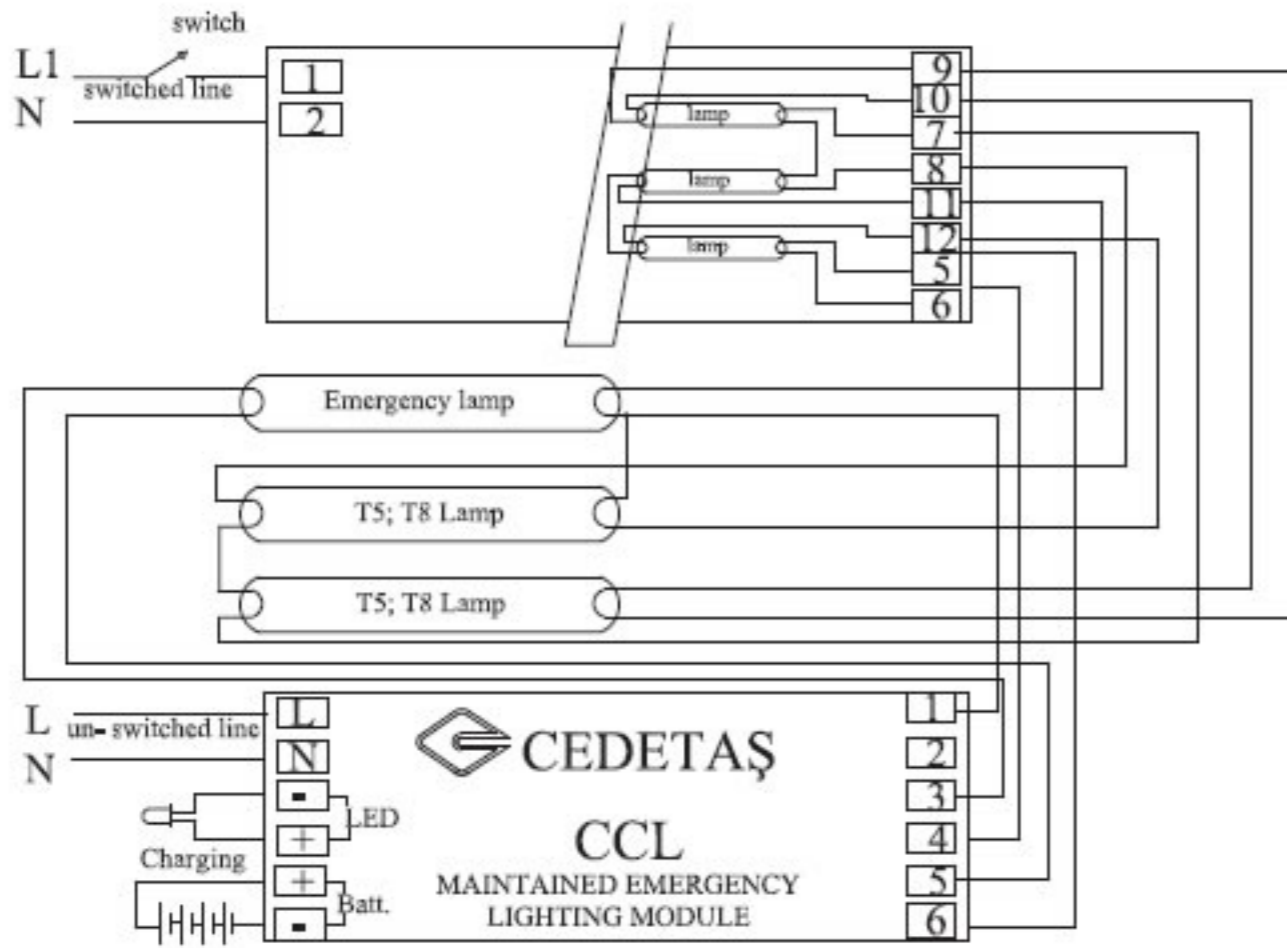 switch
L1
switched line
N
1
2
lamp
lamp
lamp
9
10
7
8
11
12
5
6
Emergency lamp
T5; T8 Lamp
T5; T8 Lamp
L
un- switched line
N
L
N
-
+
LED
Charging
+
-
Batt.
CEDETAŞ
CCL
MAINTAINED EMERGENCY
LIGHTING MODULE
1
2
3
4
5
6